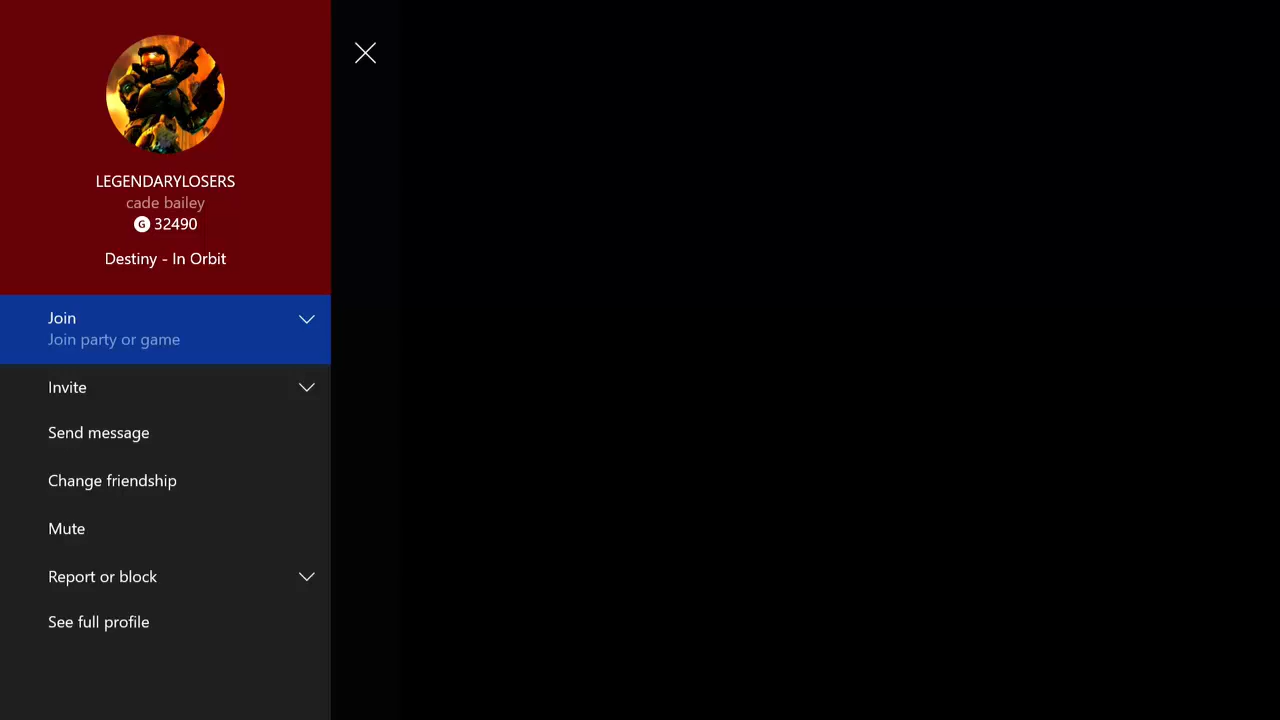 LEGENDARYLOSERS
cade bailey
G 32490
Destiny - In Orbit
Join
Join party or game
Invite
Send message
Change friendship
Mute
Report or block
See full profile